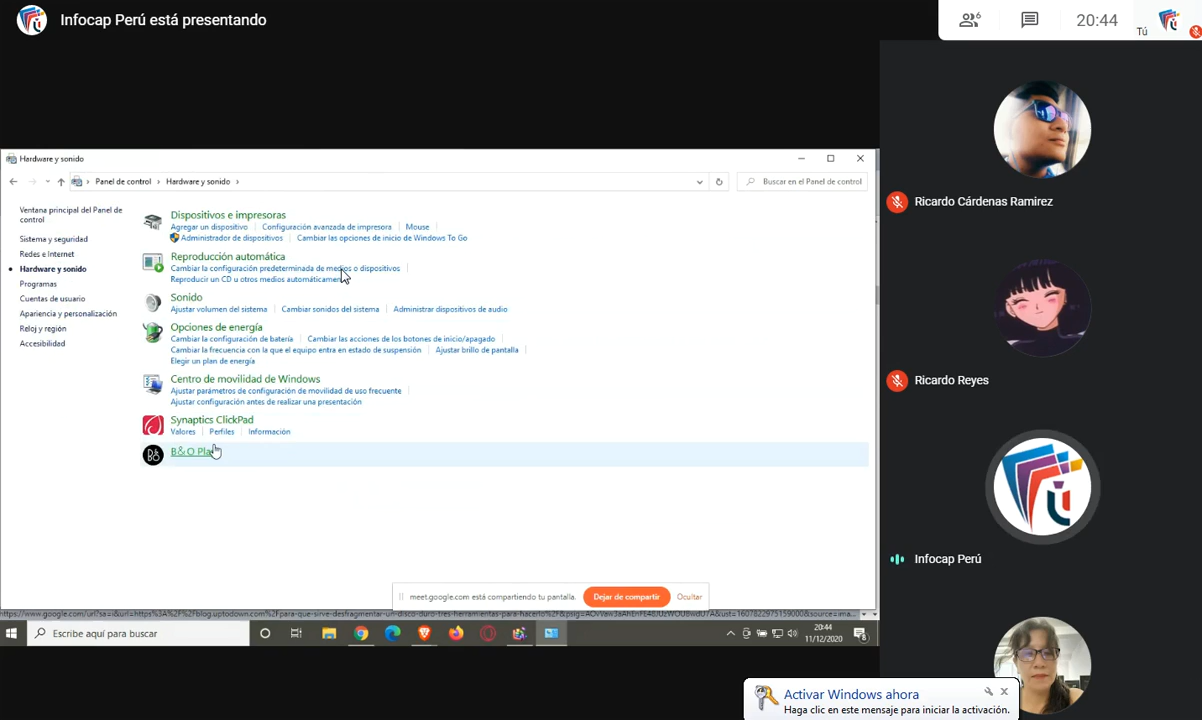 Infocap Perú está presentando
6
20:44
Tú
Hardware y sonido
Panel de control > Hardware y sonido >
Buscar en el Panel de control
Ventana principal del Panel de
control
Sistema y seguridad
Redes e Internet
Hardware y sonido
Programas
Cuentas de usuario
Apariencia y personalización
Reloj y región
Accesibilidad
Dispositivos e impresoras
Agregar un dispositivo
Configuración avanzada de impresora
Mouse
Administrador de dispositivos
Cambiar las opciones de inicio de Windows To Go
Reproducción automática
Cambiar la configuración predeterminada de medios o dispositivos
Reproducir un CD u otros medios
Sonido
Ajustar volumen del sistema
Cambiar sonidos del sistema
Administrar dispositivos de audio
Opciones de energía
Cambiar la configuración de batería
Cambiar las acciones de los botones de inicio/apagado
Cambiar la frecuencia con la que el equipo entra en estado de suspensión
Ajustar brillo de pantalla
Elegir un plan de energía
Centro de movilidad de Windows
Ajustar parámetros de configuración de movilidad de uso frecuente
Ajustar configuración antes de realizar una presentación
Synaptics ClickPad
Valores
Perfiles
Información
B&O
meet.google.com está compartiendo tu pantalla.
Dejar de compartir
Ocultar
Escribe aquí para buscar
20:44
11/12/2020
8
Ricardo Cárdenas Ramirez
Ricardo Reyes
Infocap Perú
Activar Windows ahora
Haga clic en este mensaje para iniciar la activación.